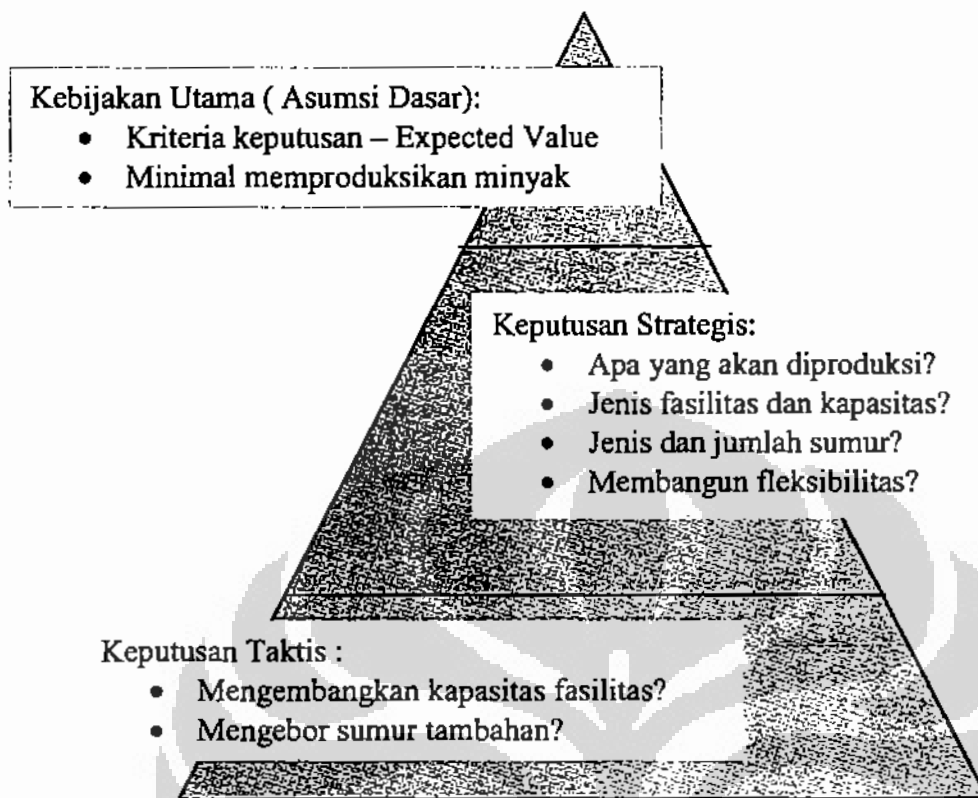 Kebijakan Utama ( Asumsi Dasar):
• Kriteria keputusan – Expected Value
• Minimal memproduksikan minyak
Keputusan Strategis:
• Apa yang akan diproduksi?
• Jenis fasilitas dan kapasitas?
• Jenis dan jumlah sumur?
• Membangun fleksibilitas?
Keputusan Taktis :
• Mengembangkan kapasitas fasilitas?
• Mengebor sumur tambahan?